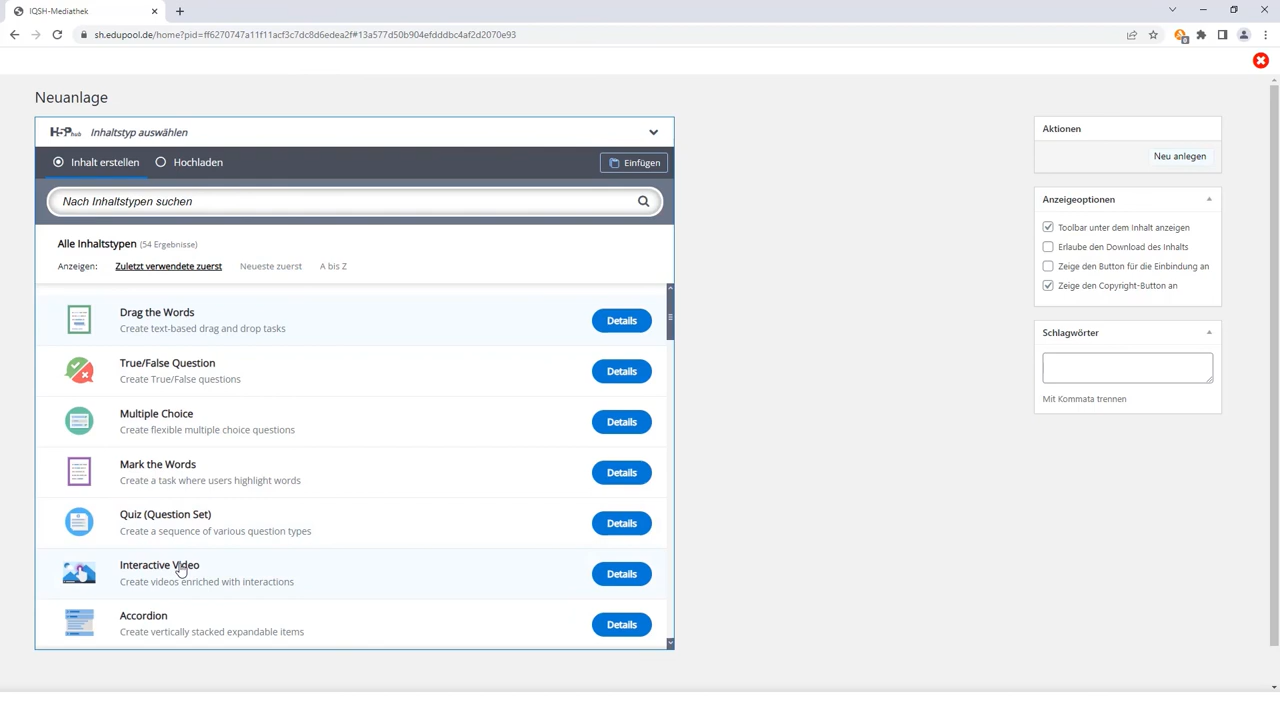 IQSH-Mediathek
sh.edupool.de/home?pid=ff6270747a11f11acf3c7dc8d6edea2f#13a577d50b904efdddbc4af2d2070e93
Neuanlage
H5P hub Inhaltstyp auswählen
Inhalt erstellen Hochladen Einfügen
Nach Inhaltstypen suchen
Alle Inhaltstypen (54 Ergebnisse)
Anzeigen: Zuletzt verwendete zuerst Neueste zuerst A bis Z
Drag the Words
Create text-based drag and drop tasks
Details
True/False Question
Create True/False questions
Details
Multiple Choice
Create flexible multiple choice questions
Details
Mark the Words
Create a task where users highlight words
Details
Quiz (Question Set)
Create a sequence of various question types
Details
Interactive Video
Create videos enriched with interactions
Details
Accordion
Create vertically stacked expandable items
Details
Aktionen
Neu anlegen
Anzeigeoptionen
Toolbar unter dem Inhalt anzeigen
Erlaube den Download des Inhalts
Zeige den Button für die Einbindung an
Zeige den Copyright-Button an
Schlagwörter
Mit Kommata trennen